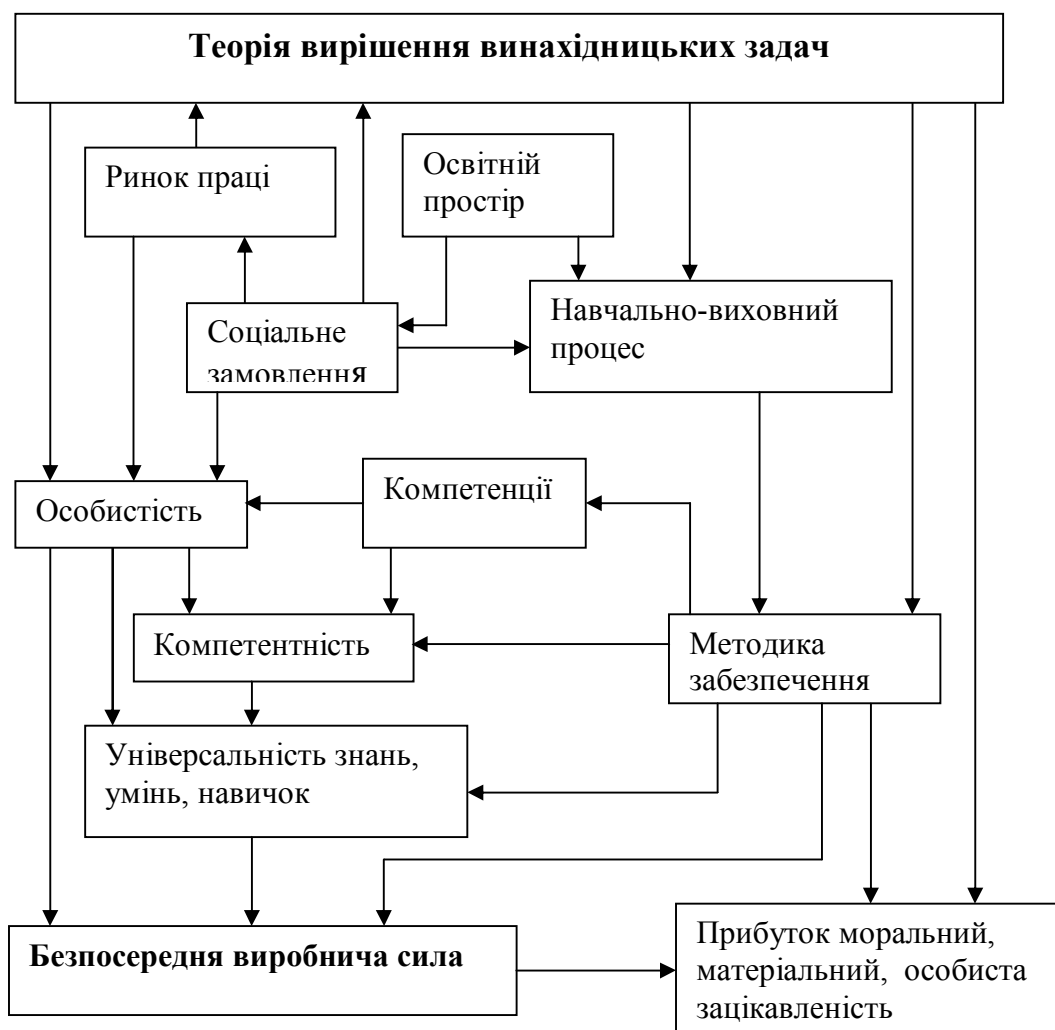 Теорія вирішення винахідницьких задач
Ринок праці
Освітній
простір
Соціальне
замовлення
Навчально-виховний
процес
Особистість
Компетенції
Компетентність
Методика
забезпечення
Універсальність знань,
умінь, навичок
Безпосередня виробнича сила
Прибуток моральний,
матеріальний, особиста
зацікавленість